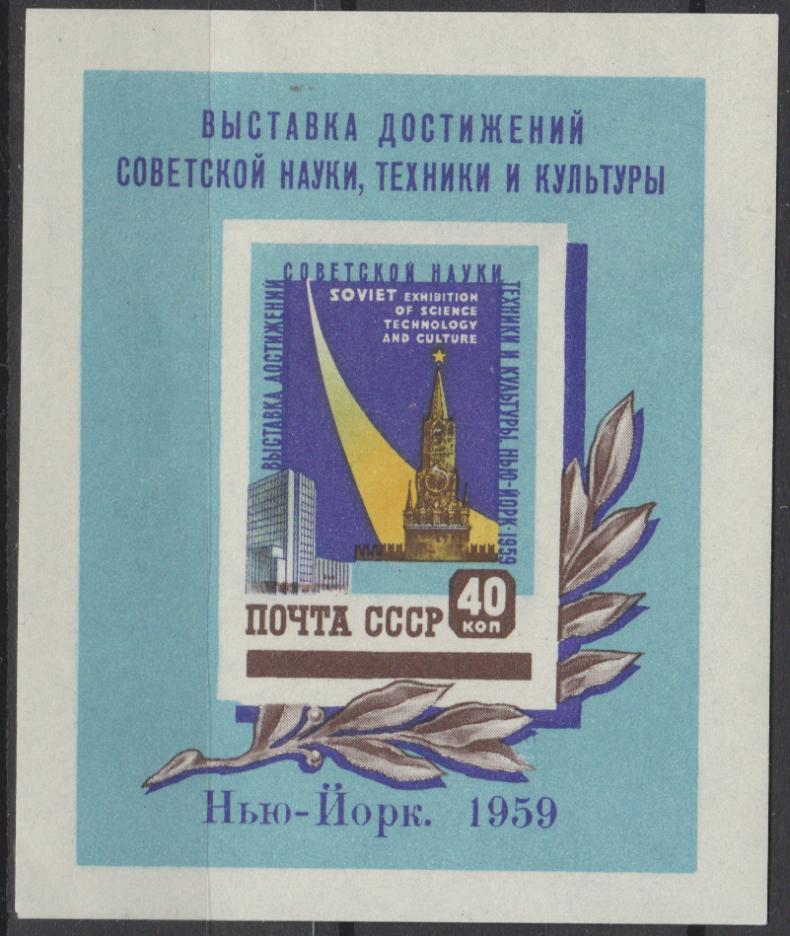 ВЫСТАВКА ДОСТИЖЕНИЙ
СОВЕТСКОЙ НАУКИ, ТЕХНИКИ И КУЛЬТУРЫ
ВЫСТАВКА ДОСТИЖЕНИЙ
СОВЕТСКОЙ НАУКИ
ТЕХНИКИ И КУЛЬТУРЫ. НЬЮ-ЙОРК·1959
SOVIET EXHIBITION
OF SCIENCE
TECHNOLOGY
AND CULTURE
ПОЧТА СССР
40
КОП
Нью-Йорк. 1959